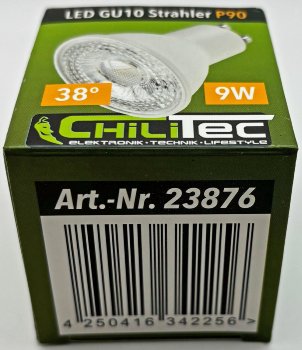 LED GU10 Strahler P90
38°
9W
CHILITEC
ELEKTRONIK - TECHNIK - LIFESTYLE
Art.-Nr. 23876
4 250416 342256 >